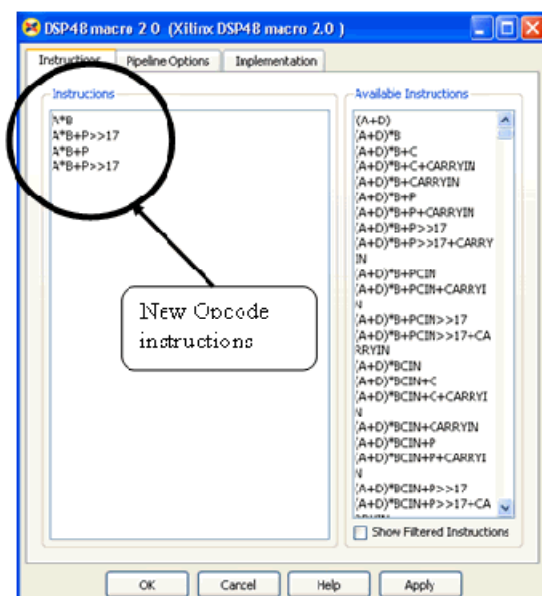 DSP48 macro 2.0 (Xilinx DSP48 macro 2.0 )
Instructions Pipeline Options Implementation
Instructions
A*B
A*B+P>>17
A*B+P
A*B+P>>17
New Opcode
instructions
Available Instructions
(A+D)
(A+D)*B
(A+D)*B+C
(A+D)*B+C+CARRYIN
(A+D)*B+CARRYIN
(A+D)*B+P
(A+D)*B+P+CARRYIN
(A+D)*B+P>>17
(A+D)*B+P>>17+CARRY
IN
(A+D)*B+PCIN
(A+D)*B+PCIN+CARRYI
N
(A+D)*B+PCIN>>17
(A+D)*B+PCIN>>17+CA
RRYIN
(A+D)*BCIN
(A+D)*BCIN+C
(A+D)*BCIN+C+CARRYI
N
(A+D)*BCIN+CARRYIN
(A+D)*BCIN+P
(A+D)*BCIN+P+CARRYI
N
(A+D)*BCIN+P>>17
(A+D)*BCIN+P>>17+CA
Show Filtered Instructions
OK Cancel Help Apply